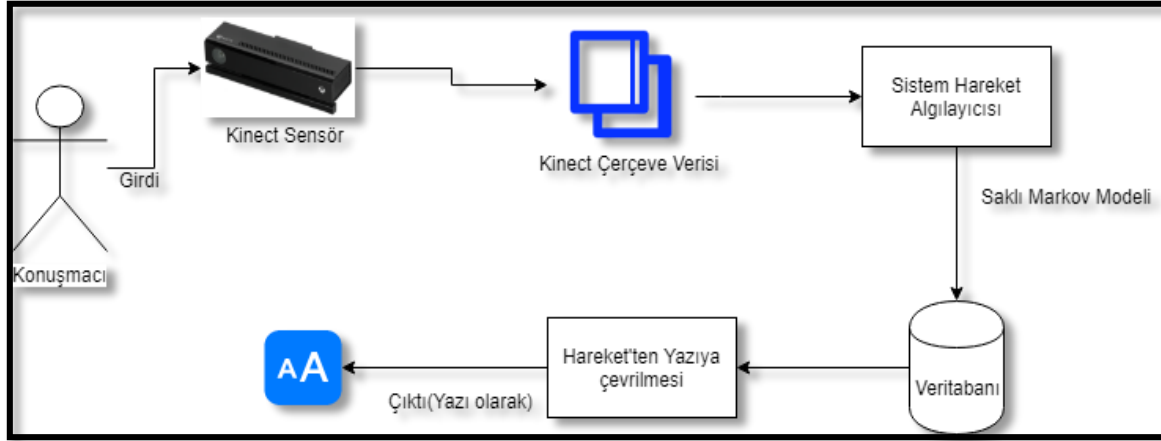 Kinect Sensör
Girdi
Konuşmacı
Kinect Çerçeve Verisi
Sistem Hareket
Algılayıcısı
Saklı Markov Modeli
Veritabanı
Hareket'ten Yazıya
çevrilmesi
Çıktı(Yazı olarak)
AA